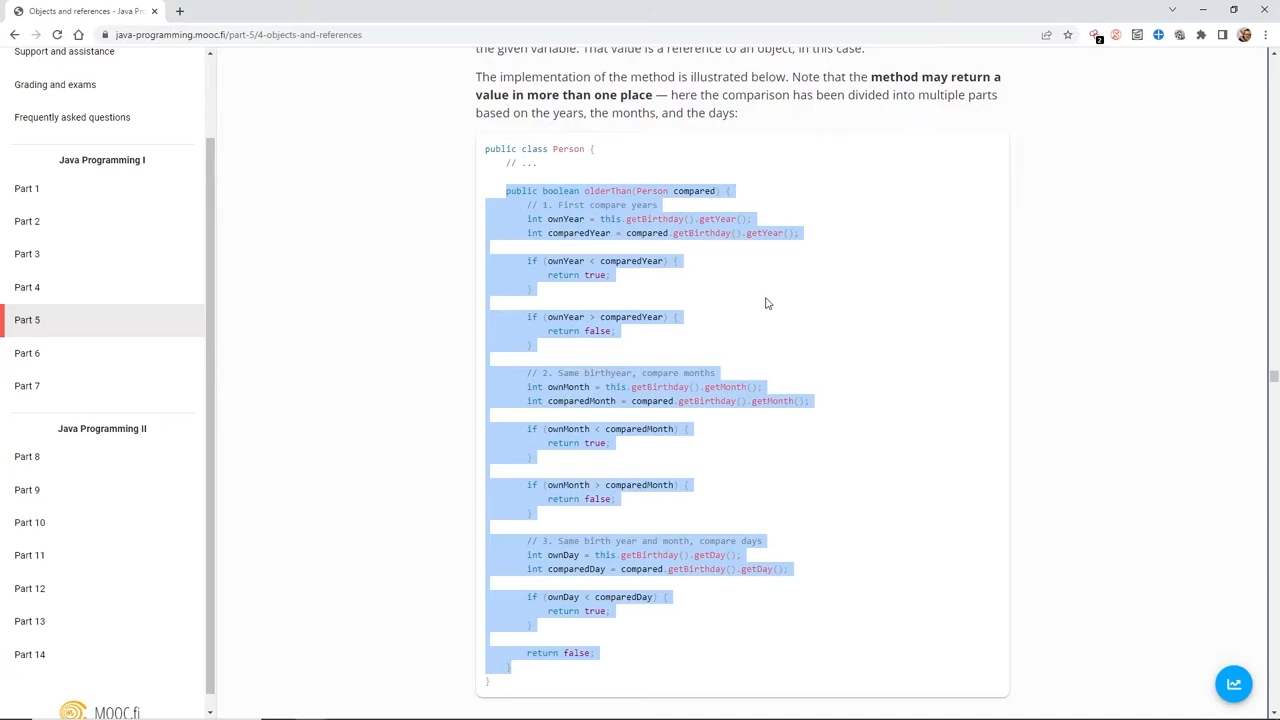 Objects and references - Java Pro
java-programming.mooc.fi/part-5/4-objects-and-references
2
Support and assistance
Grading and exams
Frequently asked questions
Java Programming I
Part 1
Part 2
Part 3
Part 4
Part 5
Part 6
Part 7
Java Programming II
Part 8
Part 9
Part 10
Part 11
Part 12
Part 13
Part 14
MOOC.fi
the given variable. That value is a reference to an object, in this case.
The implementation of the method is illustrated below. Note that the method may return a
value in more than one place — here the comparison has been divided into multiple parts
based on the years, the months, and the days:
public class Person {
// ...
public boolean olderThan(Person compared) {
// 1. First compare years
int ownYear = this.getBirthday().getYear();
int comparedYear = compared.getBirthday().getYear();
if (ownYear < comparedYear) {
return true;
}
if (ownYear > comparedYear) {
return false;
}
// 2. Same birthyear, compare months
int ownMonth = this.getBirthday().getMonth();
int comparedMonth = compared.getBirthday().getMonth();
if (ownMonth < comparedMonth) {
return true;
}
if (ownMonth > comparedMonth) {
return false;
}
// 3. Same birth year and month, compare days
int ownDay = this.getBirthday().getDay();
int comparedDay = compared.getBirthday().getDay();
if (ownDay < comparedDay) {
return true;
}
return false;
}
}